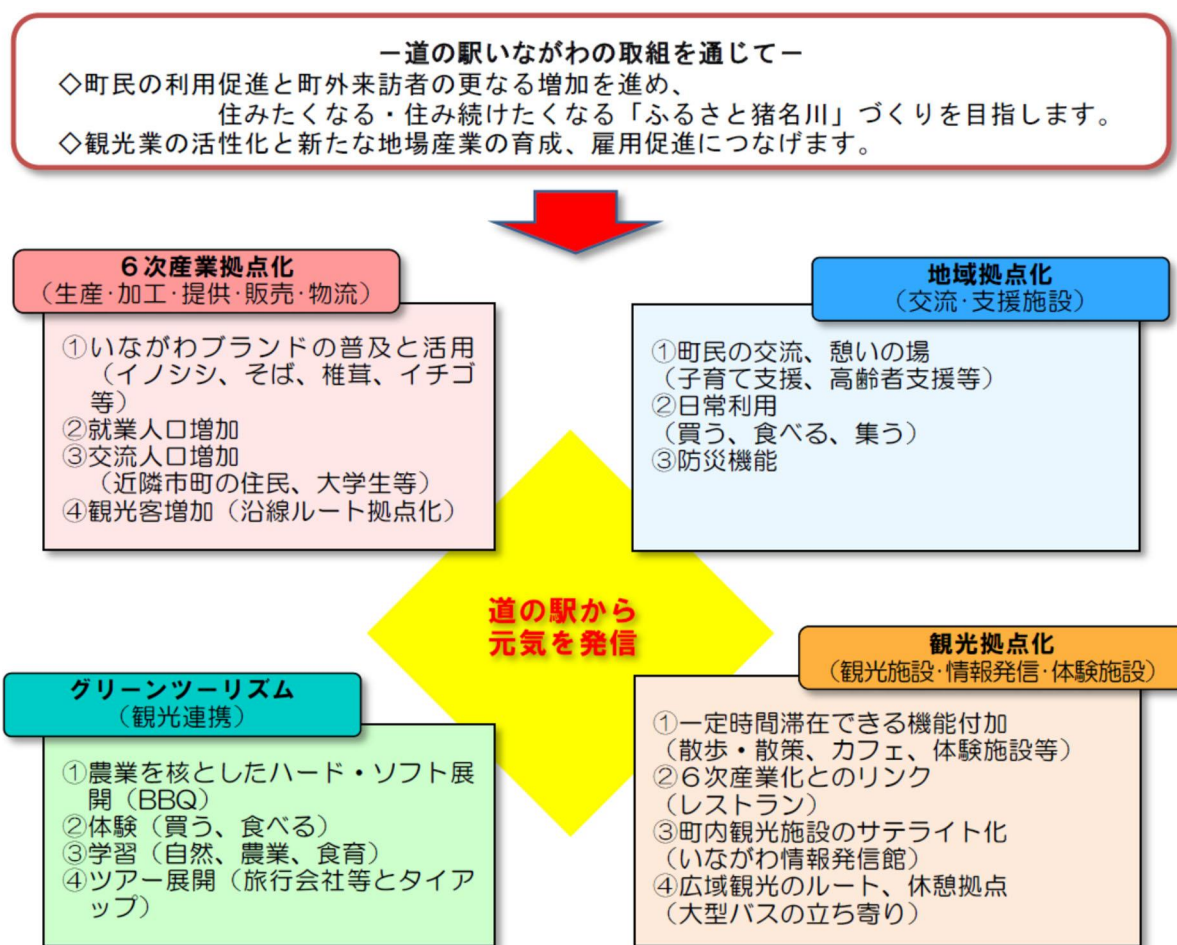 －道の駅いながわの取組を通じて－
◇町民の利用促進と町外来訪者の更なる増加を進め、
住みたくなる・住み続けたくなる「ふるさと猪名川」づくりを目指します。
◇観光業の活性化と新たな地場産業の育成、雇用促進につなげます。
６次産業拠点化
（生産・加工・提供・販売・物流）
①いながわブランドの普及と活用
（イノシシ、そば、椎茸、イチゴ
等）
②就業人口増加
③交流人口増加
（近隣市町の住民、大学生等）
④観光客増加（沿線ルート拠点化）
地域拠点化
（交流・支援施設）
①町民の交流、憩いの場
（子育て支援、高齢者支援等）
②日常利用
（買う、食べる、集う）
③防災機能
道の駅から
元気を発信
グリーンツーリズム
（観光連携）
①農業を核としたハード・ソフト展
開（BBQ）
②体験（買う、食べる）
③学習（自然、農業、食育）
④ツアー展開（旅行会社等とタイア
ップ）
観光拠点化
（観光施設・情報発信・体験施設）
①一定時間滞在できる機能付加
（散歩・散策、カフェ、体験施設等）
②６次産業化とのリンク
（レストラン）
③町内観光施設のサテライト化
（いながわ情報発信館）
④広域観光のルート、休憩拠点
（大型バスの立ち寄り）